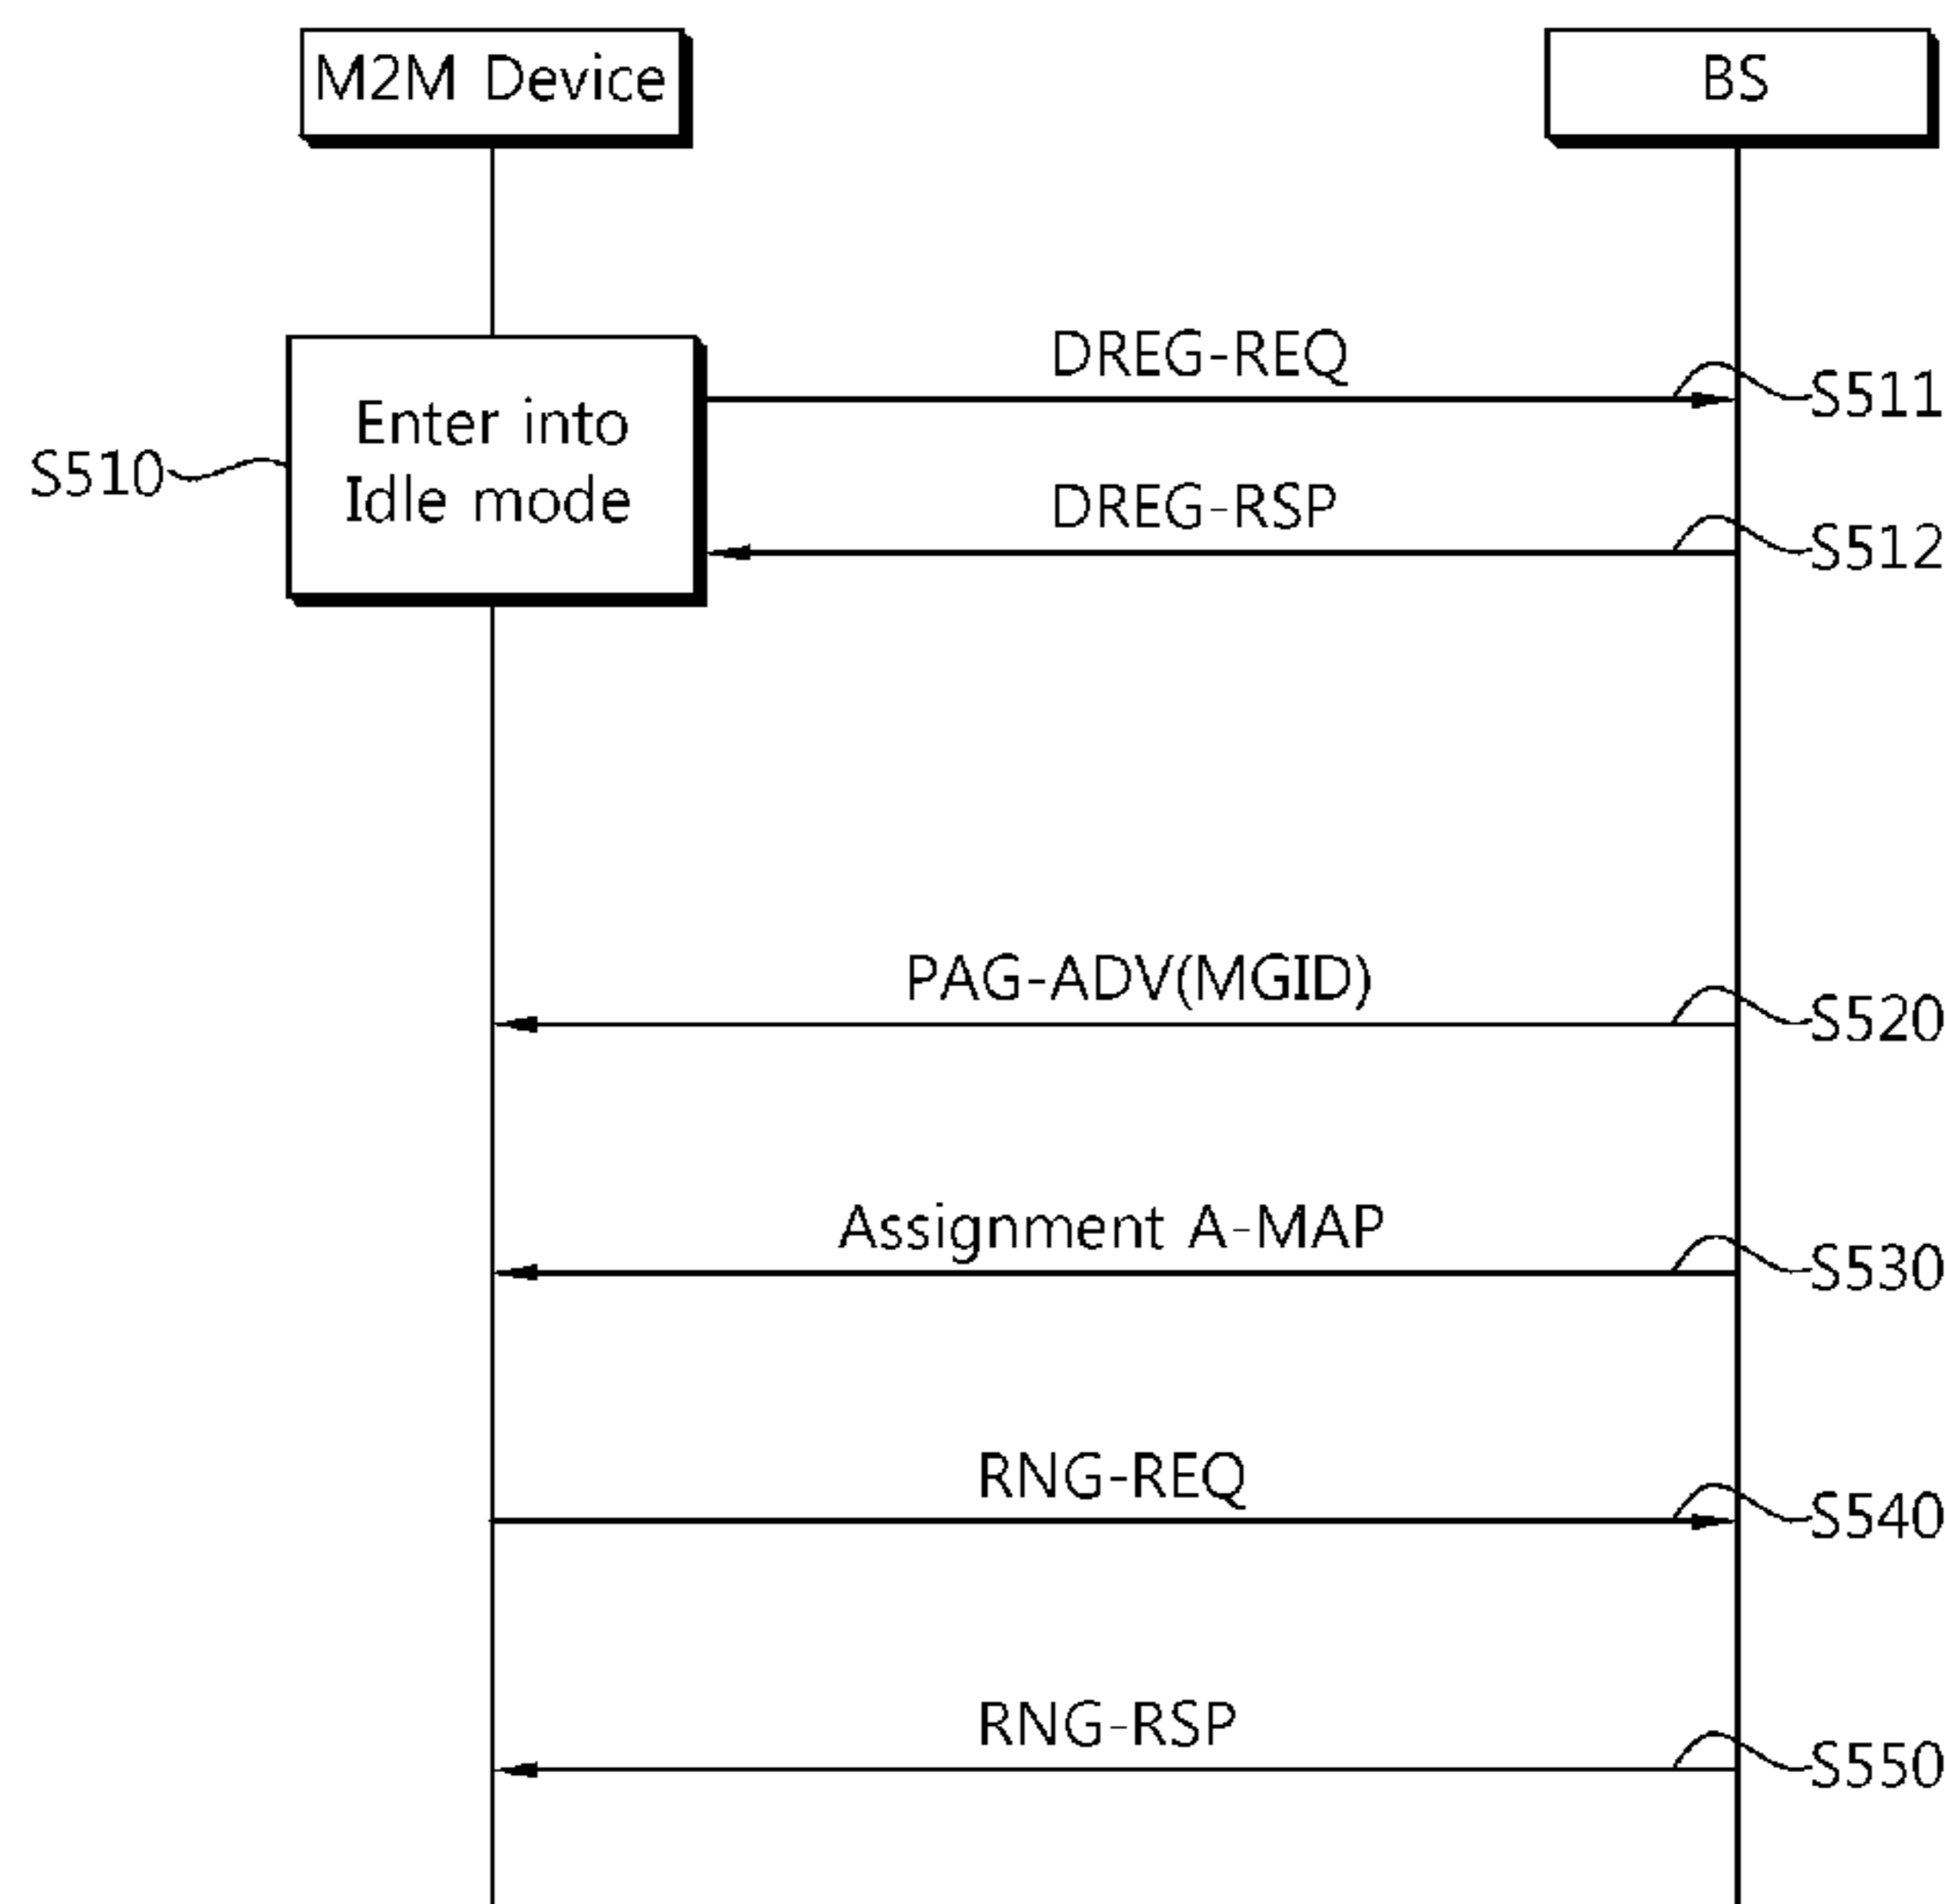 M2M Device
BS
DREG-REQ
S511
Enter into
Idle mode
S510
DREG-RSP
S512
PAG-ADV(MGID)
S520
Assignment A-MAP
S530
RNG-REQ
S540
RNG-RSP
S550